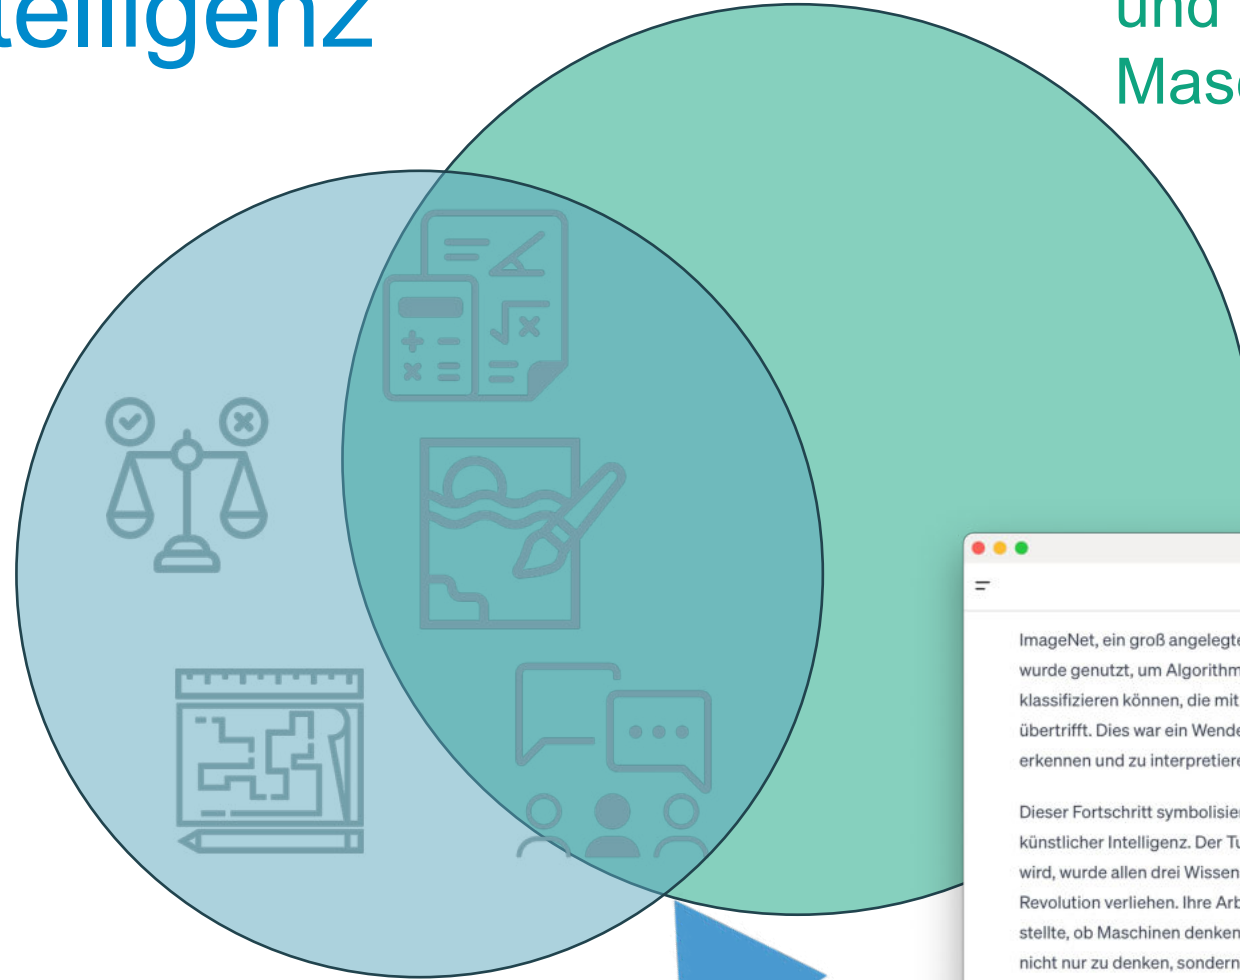 telligenz
und
Mas
ImageNet, ein groß angelegte
wurde genutzt, um Algorithm
klassifizieren können, die mit
übertrifft. Dies war ein Wende
erkennen und zu interpretiere
Dieser Fortschritt symbolisier
künstlicher Intelligenz. Der Tu
wird, wurde allen drei Wissen
Revolution verliehen. Ihre Arb
stellte, ob Maschinen denken
nicht nur zu denken, sondern